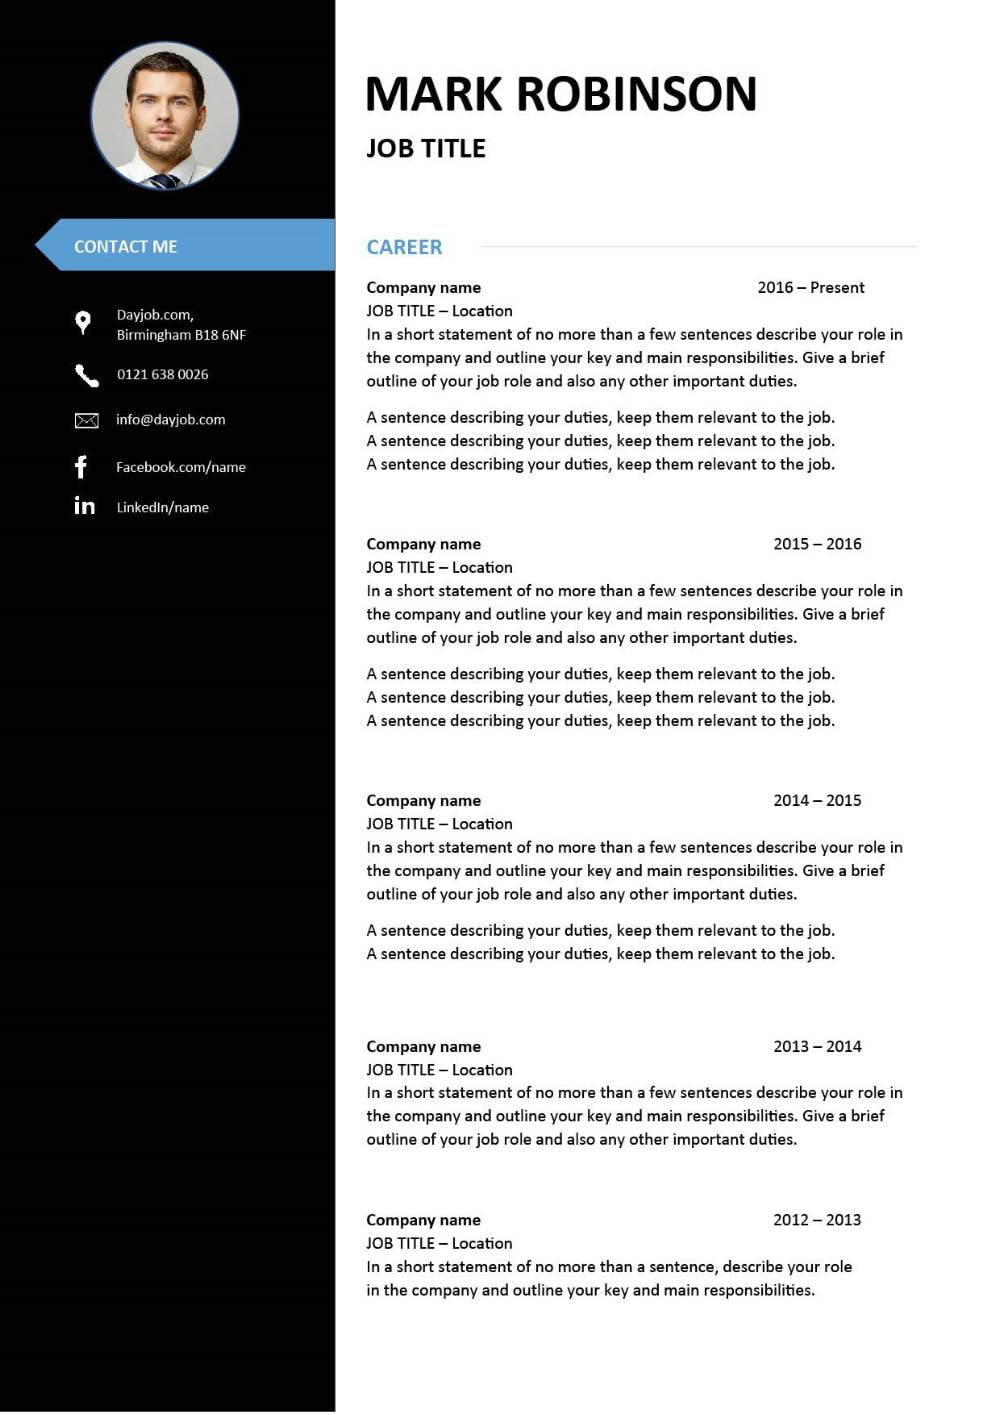 MARK ROBINSON
JOB TITLE
CONTACT ME
Dayjob.com,
Birmingham B18 6NF
0121 638 0026
info@dayjob.com
Facebook.com/name
LinkedIn/name
CAREER
Company name 2016 – Present
JOB TITLE – Location
In a short statement of no more than a few sentences describe your role in
the company and outline your key and main responsibilities. Give a brief
outline of your job role and also any other important duties.
A sentence describing your duties, keep them relevant to the job.
A sentence describing your duties, keep them relevant to the job.
A sentence describing your duties, keep them relevant to the job.
Company name 2015 – 2016
JOB TITLE – Location
In a short statement of no more than a few sentences describe your role in
the company and outline your key and main responsibilities. Give a brief
outline of your job role and also any other important duties.
A sentence describing your duties, keep them relevant to the job.
A sentence describing your duties, keep them relevant to the job.
A sentence describing your duties, keep them relevant to the job.
Company name 2014 – 2015
JOB TITLE – Location
In a short statement of no more than a few sentences describe your role in
the company and outline your key and main responsibilities. Give a brief
outline of your job role and also any other important duties.
A sentence describing your duties, keep them relevant to the job.
A sentence describing your duties, keep them relevant to the job.
Company name 2013 – 2014
JOB TITLE – Location
In a short statement of no more than a few sentences describe your role in
the company and outline your key and main responsibilities. Give a brief
outline of your job role and also any other important duties.
Company name 2012 – 2013
JOB TITLE – Location
In a short statement of no more than a sentence, describe your role
in the company and outline your key and main responsibilities.